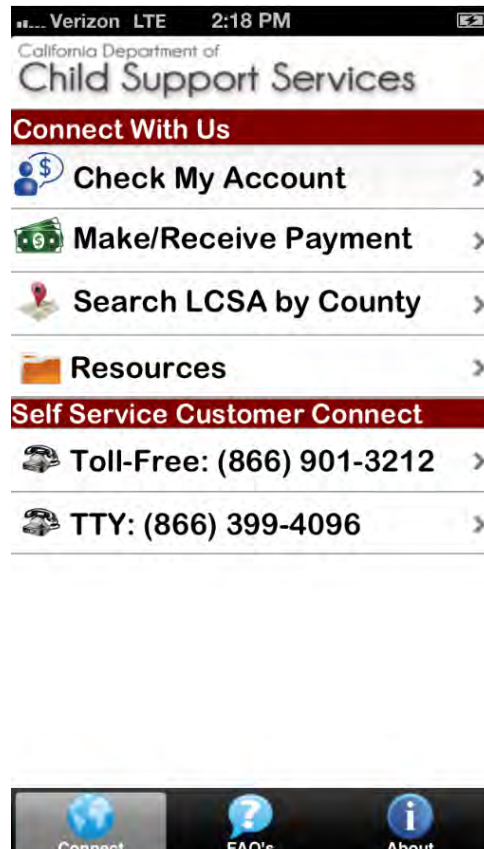 Verizon LTE 2:18 PM
California Department of
Child Support Services
Connect With Us
Check My Account
Make/Receive Payment
Search LCSA by County
Resources
Self Service Customer Connect
Toll-Free: (866) 901-3212
TTY: (866) 399-4096
Connect FAQ's About